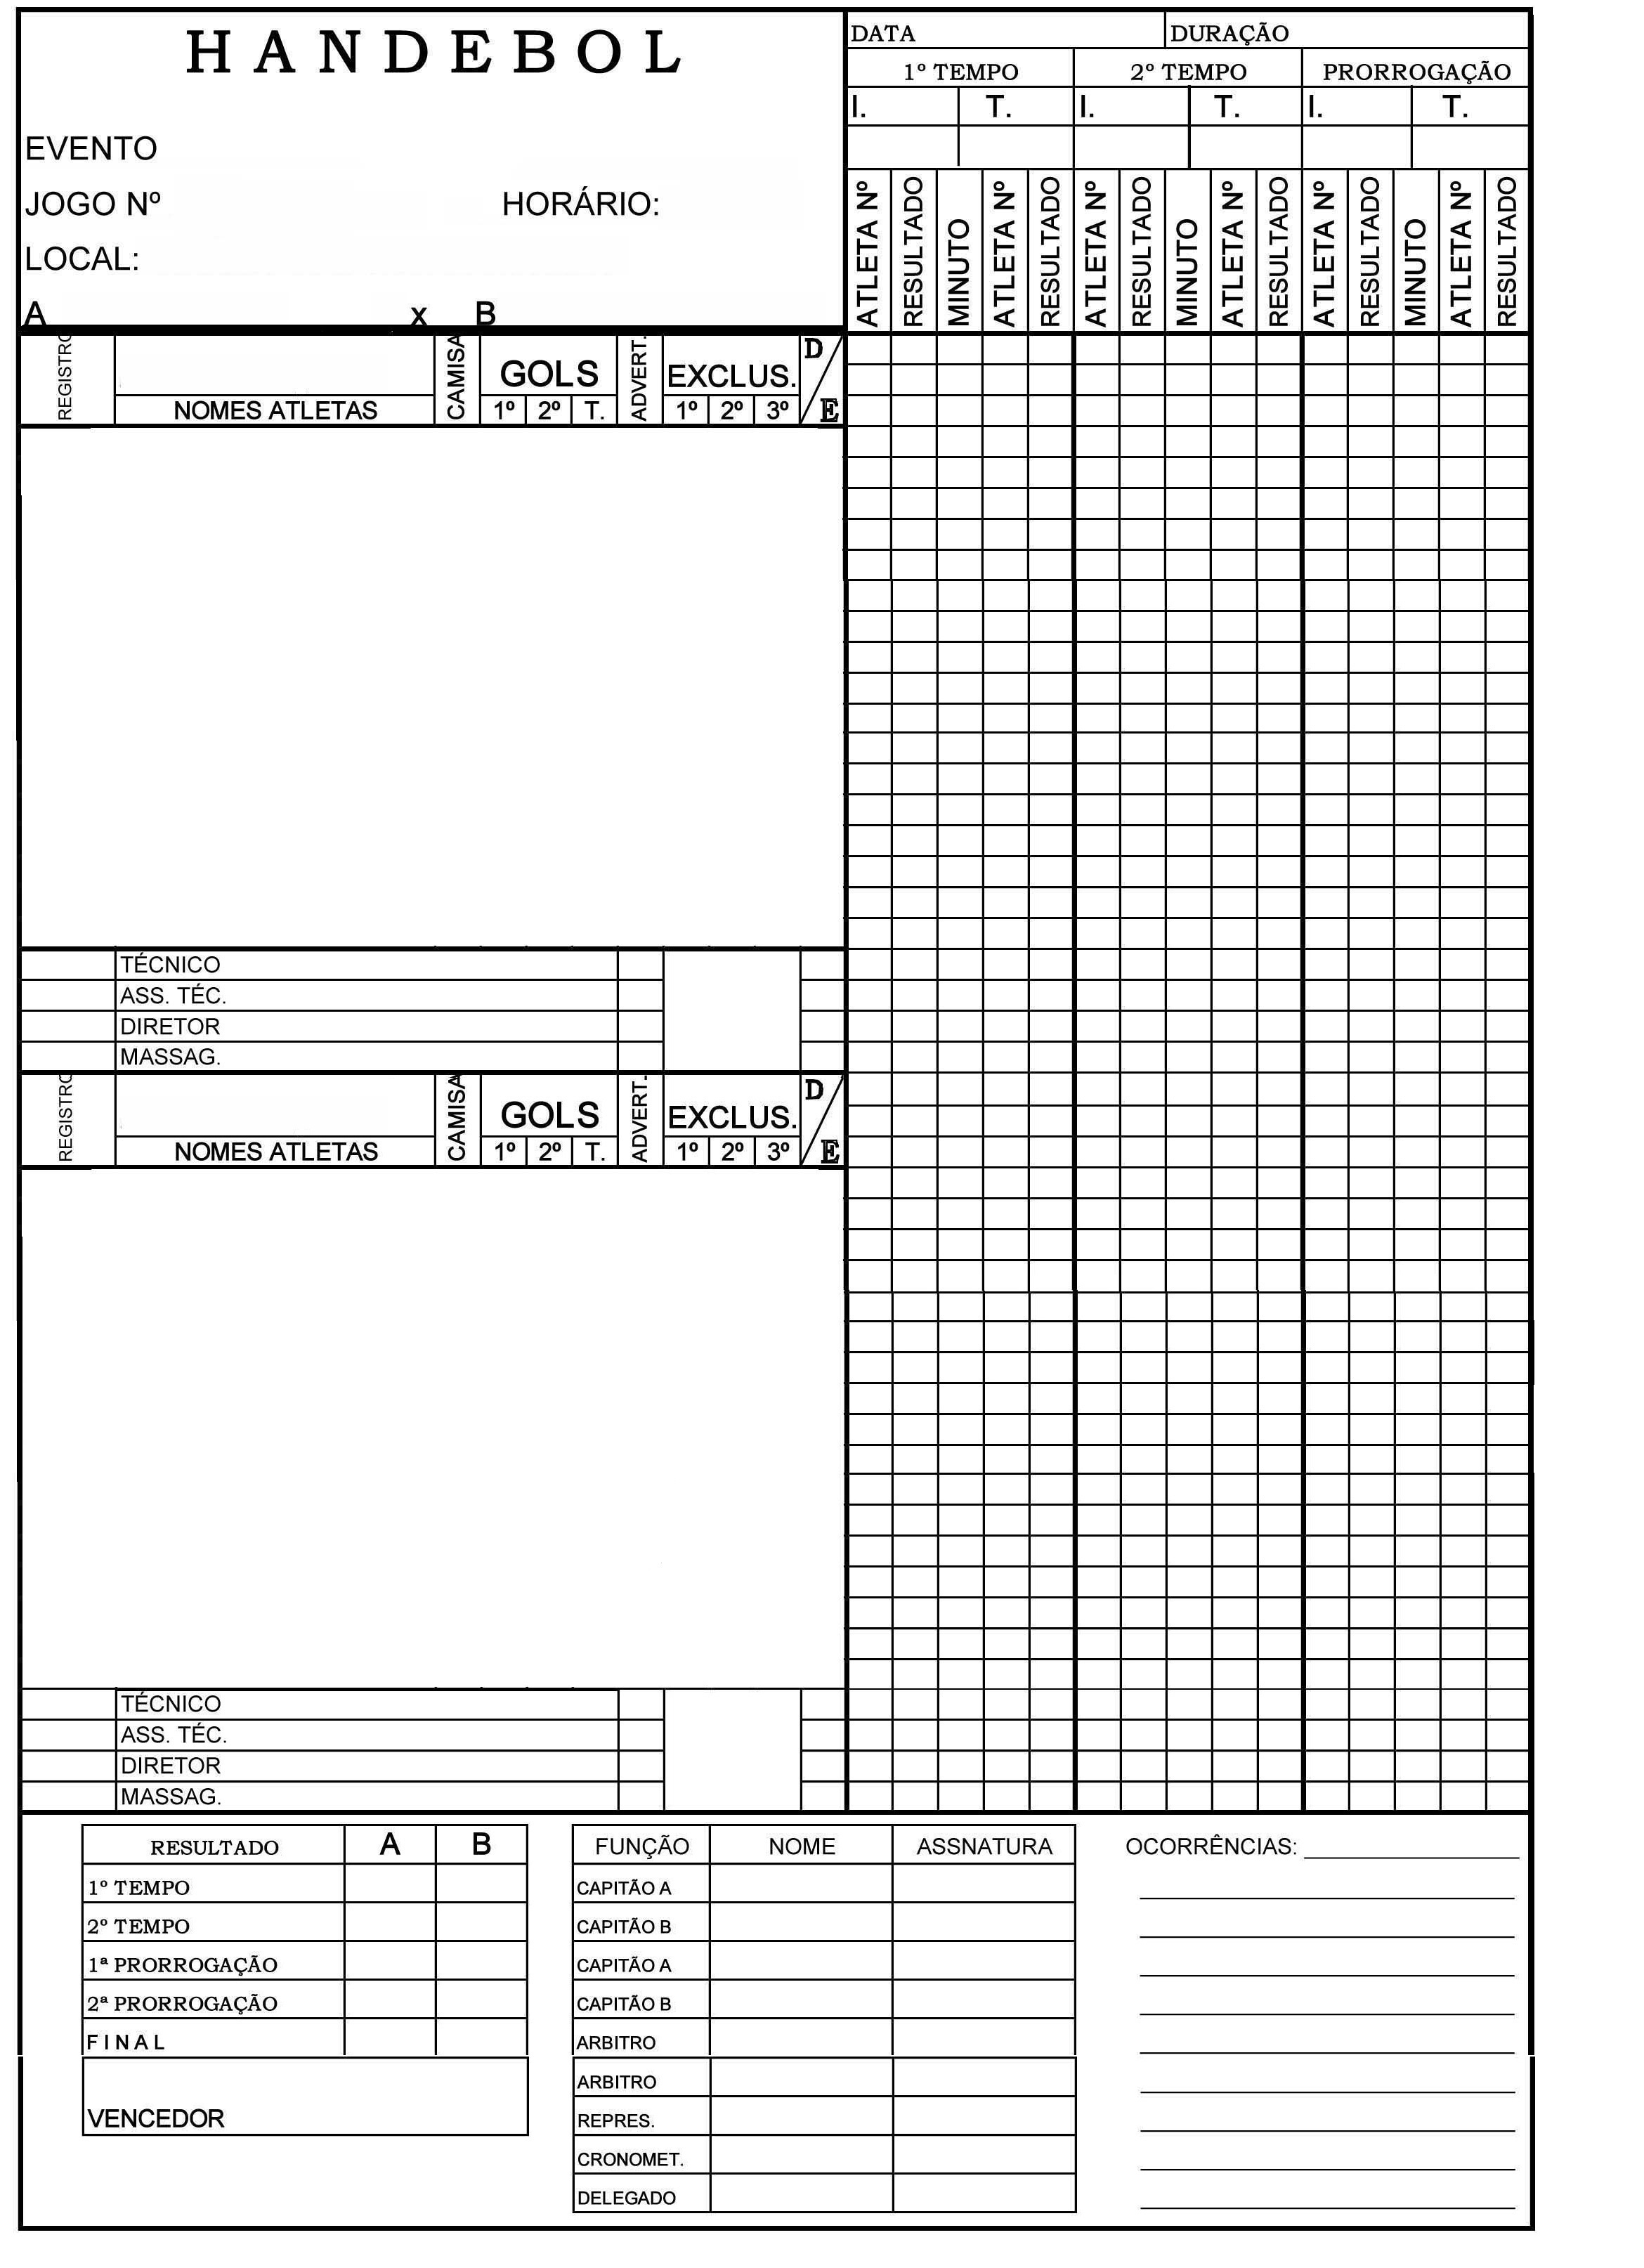 HANDEBOL
EVENTO
JOGO Nº HORÁRIO:
LOCAL:
A x B
DATA DURAÇÃO
1º TEMPO 2º TEMPO PRORROGAÇÃO
I. T. I. T. I. T.
ATLETA Nº RESULTADO MINUTO ATLETA Nº RESULTADO ATLETA Nº RESULTADO MINUTO ATLETA Nº RESULTADO ATLETA Nº RESULTADO MINUTO ATLETA Nº RESULTADO
REGISTRO CAMISA GOLS ADVERT. EXCLUS. D/E
NOMES ATLETAS 1º 2º T. 1º 2º 3º
TÉCNICO
ASS. TÉC.
DIRETOR
MASSAG.
REGISTRO CAMISA GOLS ADVERT. EXCLUS. D/E
NOMES ATLETAS 1º 2º T. 1º 2º 3º
TÉCNICO
ASS. TÉC.
DIRETOR
MASSAG.
RESULTADO A B
1º TEMPO
2º TEMPO
1ª PRORROGAÇÃO
2ª PRORROGAÇÃO
FINAL
VENCEDOR
FUNÇÃO NOME ASSNATURA
CAPITÃO A
CAPITÃO B
CAPITÃO A
CAPITÃO B
ARBITRO
ARBITRO
REPRES.
CRONOMET.
DELEGADO
OCORRÊNCIAS: